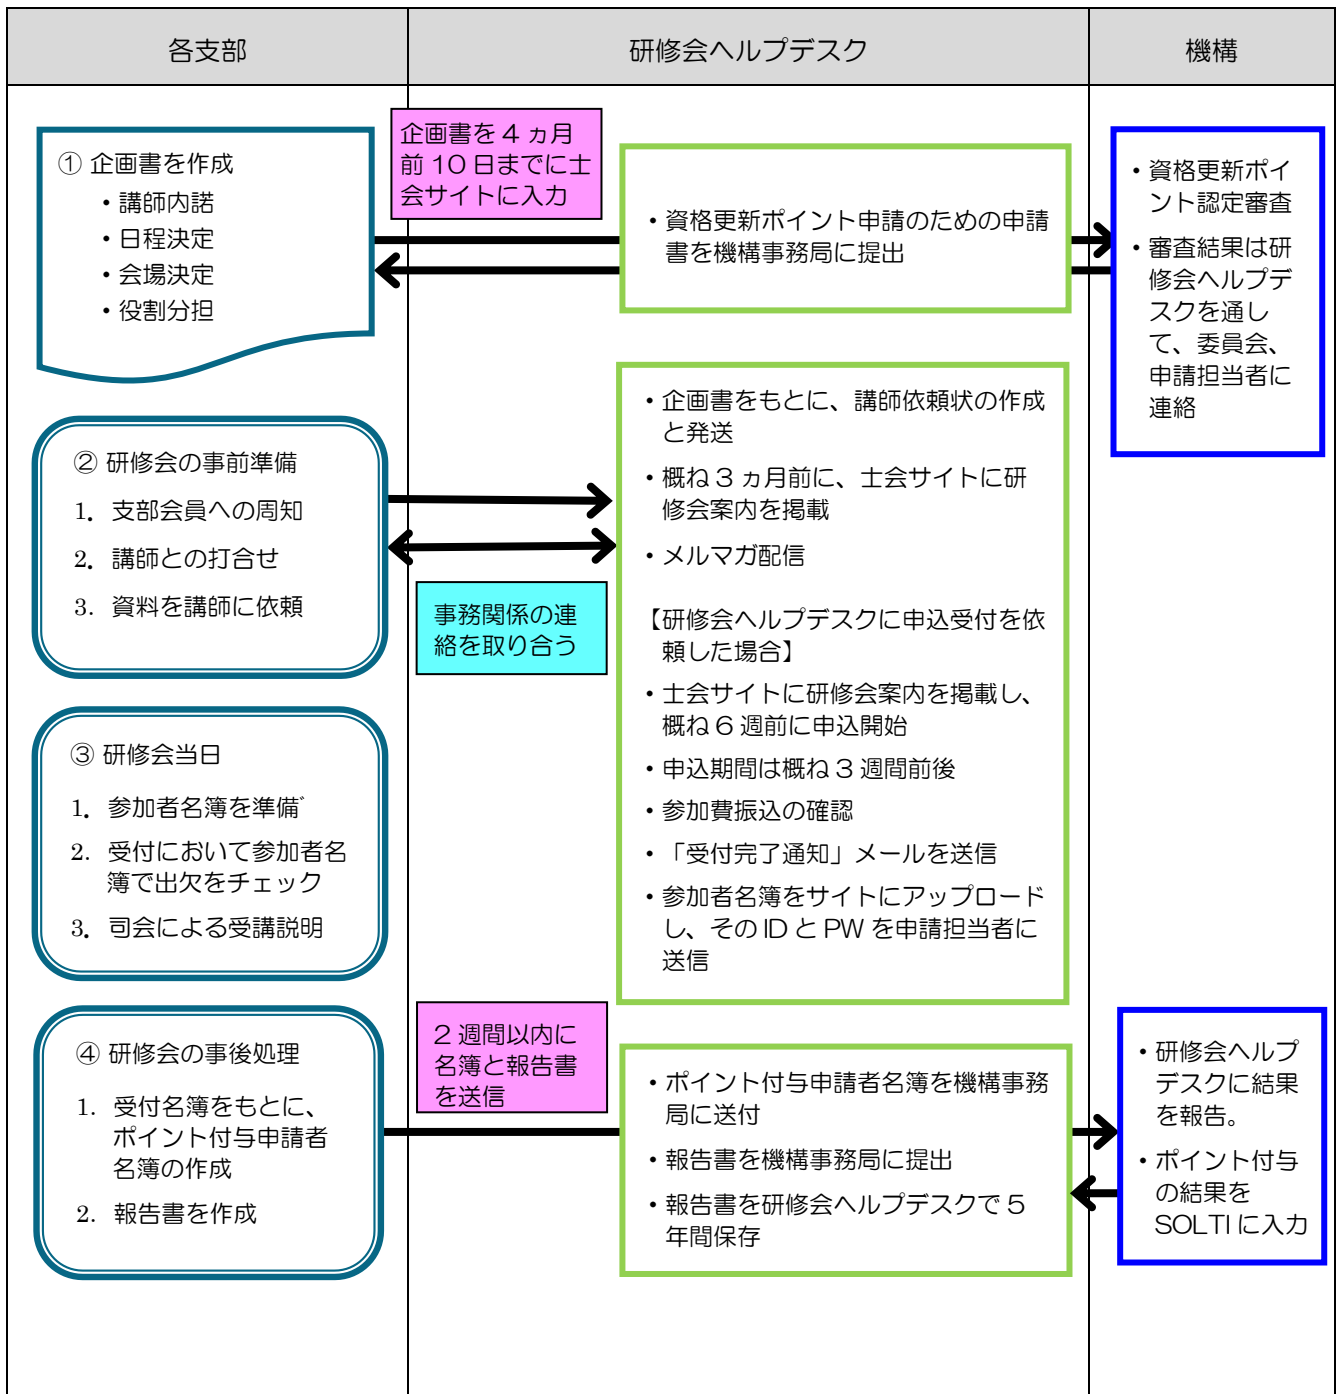 各支部
研修会ヘルプデスク
機構
① 企画書を作成
・講師内諾
・日程決定
・会場決定
・役割分担
企画書を4ヵ月
前10日までに士
会サイトに入力
・資格更新ポイント申請のための申請
書を機構事務局に提出
・資格更新ポイ
ント認定審査
・審査結果は研
修会ヘルプデ
スクを通し
て、委員会、
申請担当者に
連絡
② 研修会の事前準備
1. 支部会員への周知
2. 講師との打合せ
3. 資料を講師に依頼
事務関係の連
絡を取り合う
・企画書をもとに、講師依頼状の作成
と発送
・概ね3ヵ月前に、士会サイトに研
修会案内を掲載
・メルマガ配信
【研修会ヘルプデスクに申込受付を依
頼した場合】
・士会サイトに研修会案内を掲載し、
概ね6週前に申込開始
・申込期間は概ね3週間前後
・参加費振込の確認
・「受付完了通知」メールを送信
・参加者名簿をサイトにアップロード
し、そのIDとPWを申請担当者に
送信
③ 研修会当日
1. 参加者名簿を準備゛
2. 受付において参加者名
簿で出欠をチェック
3. 司会による受講説明
④ 研修会の事後処理
1. 受付名簿をもとに、
ポイント付与申請者
名簿の作成
2. 報告書を作成
2週間以内に
名簿と報告書
を送信
・ポイント付与申請者名簿を機構事務
局に送付
・報告書を機構事務局に提出
・報告書を研修会ヘルプデスクで5
年間保存
・研修会ヘルプ
デスクに結果
を報告。
・ポイント付与
の結果を
SOLTIに入力